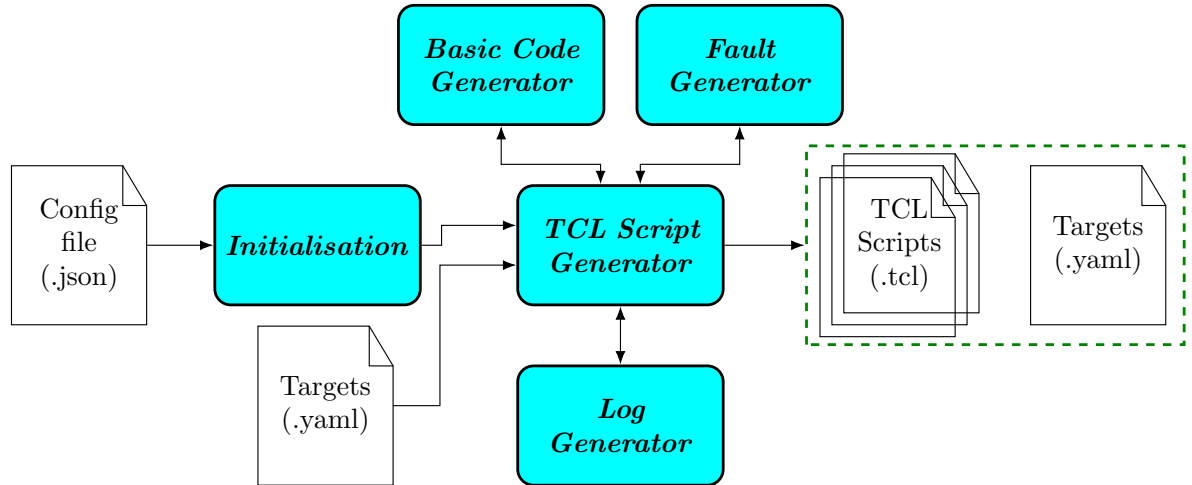 Basic Code
Generator
Fault
Generator
Config
file
(.json)
Initialisation
TCL Script
Generator
TCL
Scripts
(.tcl)
Targets
(.yaml)
Targets
(.yaml)
Log
Generator